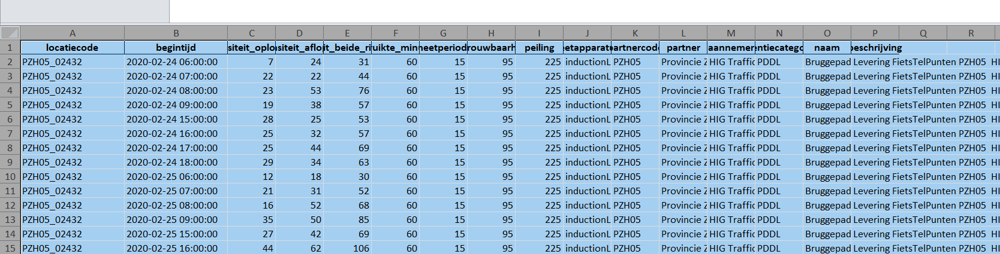 A B C D E F G H I J K L M N O P Q R
1 locatiecode begintijd siteit_oplo siteit_aflo it_beide_ri uikte_min neetperiod rouwbaarh peiling etapparat artnercode partner aannemer ntiecatego naam beschrijving
2 PZH05_02432 2020-02-24 06:00:00 7 24 31 60 15 95 225 inductionL PZH05 Provincie Z HIG Traffic PDDL Bruggepad Levering FietsTelPunten PZH05 HI
3 PZH05_02432 2020-02-24 07:00:00 22 22 44 60 15 95 225 inductionL PZH05 Provincie Z HIG Traffic PDDL Bruggepad Levering FietsTelPunten PZH05 HI
4 PZH05_02432 2020-02-24 08:00:00 23 53 76 60 15 95 225 inductionL PZH05 Provincie Z HIG Traffic PDDL Bruggepad Levering FietsTelPunten PZH05 HI
5 PZH05_02432 2020-02-24 09:00:00 19 38 57 60 15 95 225 inductionL PZH05 Provincie Z HIG Traffic PDDL Bruggepad Levering FietsTelPunten PZH05 HI
6 PZH05_02432 2020-02-24 15:00:00 28 25 53 60 15 95 225 inductionL PZH05 Provincie Z HIG Traffic PDDL Bruggepad Levering FietsTelPunten PZH05 HI
7 PZH05_02432 2020-02-24 16:00:00 25 32 57 60 15 95 225 inductionL PZH05 Provincie Z HIG Traffic PDDL Bruggepad Levering FietsTelPunten PZH05 HI
8 PZH05_02432 2020-02-24 17:00:00 25 44 69 60 15 95 225 inductionL PZH05 Provincie Z HIG Traffic PDDL Bruggepad Levering FietsTelPunten PZH05 HI
9 PZH05_02432 2020-02-24 18:00:00 29 34 63 60 15 95 225 inductionL PZH05 Provincie Z HIG Traffic PDDL Bruggepad Levering FietsTelPunten PZH05 HI
10 PZH05_02432 2020-02-25 06:00:00 12 18 30 60 15 95 225 inductionL PZH05 Provincie Z HIG Traffic PDDL Bruggepad Levering FietsTelPunten PZH05 HI
11 PZH05_02432 2020-02-25 07:00:00 21 31 52 60 15 95 225 inductionL PZH05 Provincie Z HIG Traffic PDDL Bruggepad Levering FietsTelPunten PZH05 HI
12 PZH05_02432 2020-02-25 08:00:00 16 52 68 60 15 95 225 inductionL PZH05 Provincie Z HIG Traffic PDDL Bruggepad Levering FietsTelPunten PZH05 HI
13 PZH05_02432 2020-02-25 09:00:00 35 50 85 60 15 95 225 inductionL PZH05 Provincie Z HIG Traffic PDDL Bruggepad Levering FietsTelPunten PZH05 HI
14 PZH05_02432 2020-02-25 15:00:00 27 42 69 60 15 95 225 inductionL PZH05 Provincie Z HIG Traffic PDDL Bruggepad Levering FietsTelPunten PZH05 HI
15 PZH05_02432 2020-02-25 16:00:00 44 62 106 60 15 95 225 inductionL PZH05 Provincie Z HIG Traffic PDDL Bruggepad Levering FietsTelPunten PZH05 HI